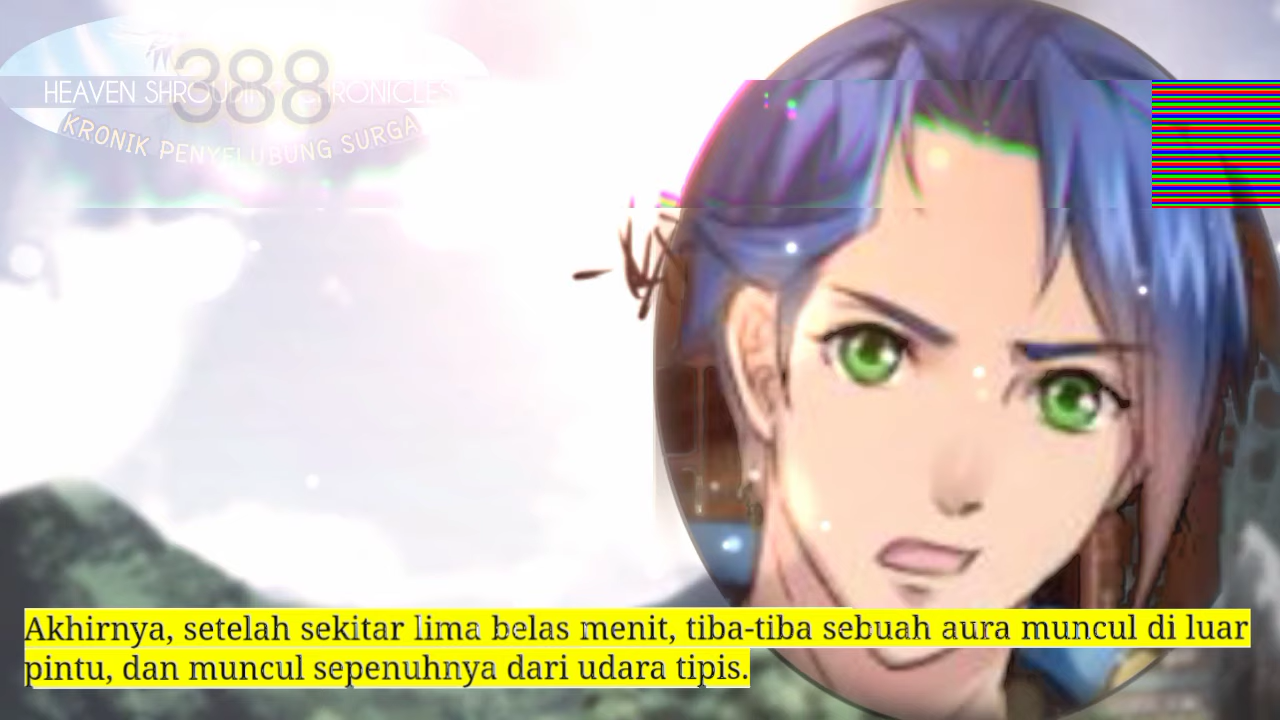 388
HEAVEN SHROUDING CHRONICLES
KRONIK PENYELUBUNG SURGA
Akhirnya, setelah sekitar lima belas menit, tiba-tiba sebuah aura muncul di luar
pintu, dan muncul sepenuhnya dari udara tipis.